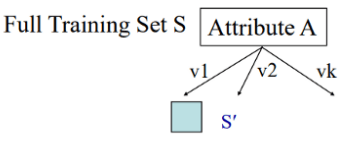 Full Training Set S Attribute A
v1 v2 vk
S′